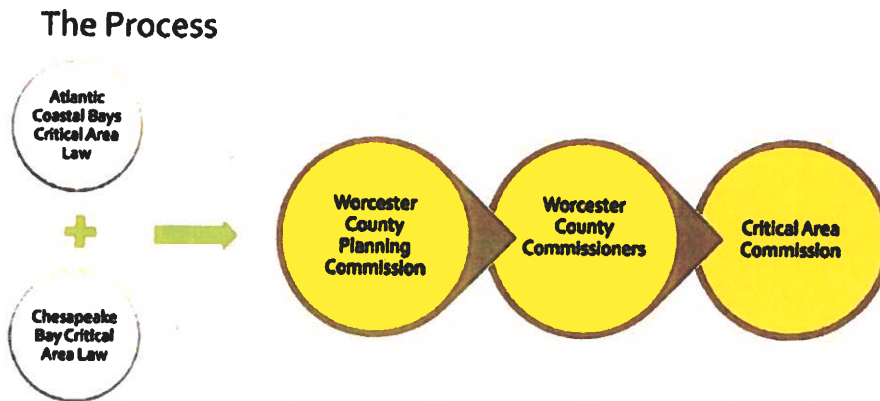 The Process
Atlantic
Coastal Bays
Critical Area
Law
Chesapeake
Bay Critical
Area Law
Worcester
County
Planning
Commission
Worcester
County
Commissioners
Critical Area
Commission